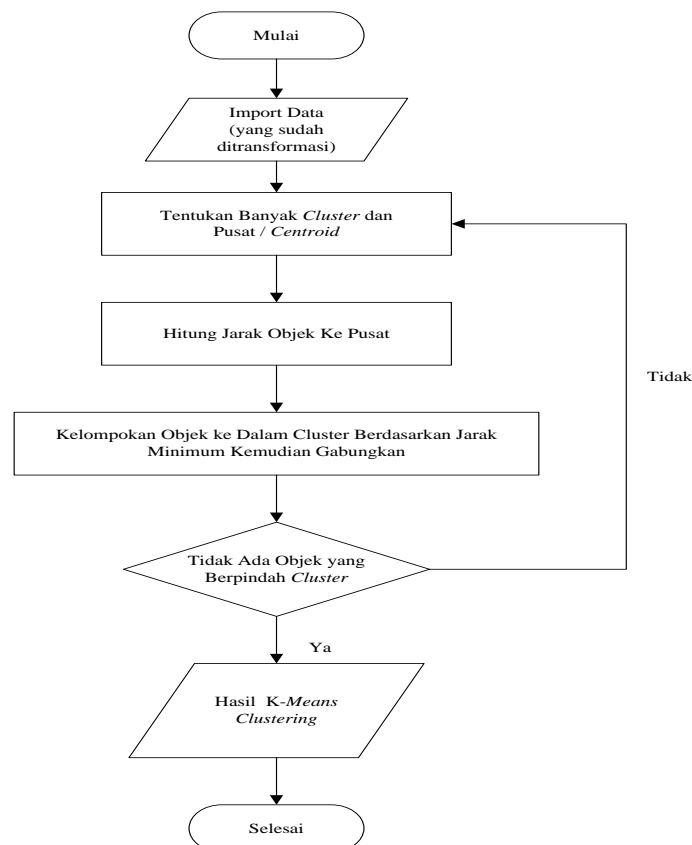 Mulai
Import Data
(yang sudah
ditransformasi)
Tentukan Banyak Cluster dan
Pusat / Centroid
Hitung Jarak Objek Ke Pusat
Tidak
Kelompokan Objek ke Dalam Cluster Berdasarkan Jarak
Minimum Kemudian Gabungkan
Tidak Ada Objek yang
Berpindah Cluster
Ya
Hasil K-Means
Clustering
Selesai